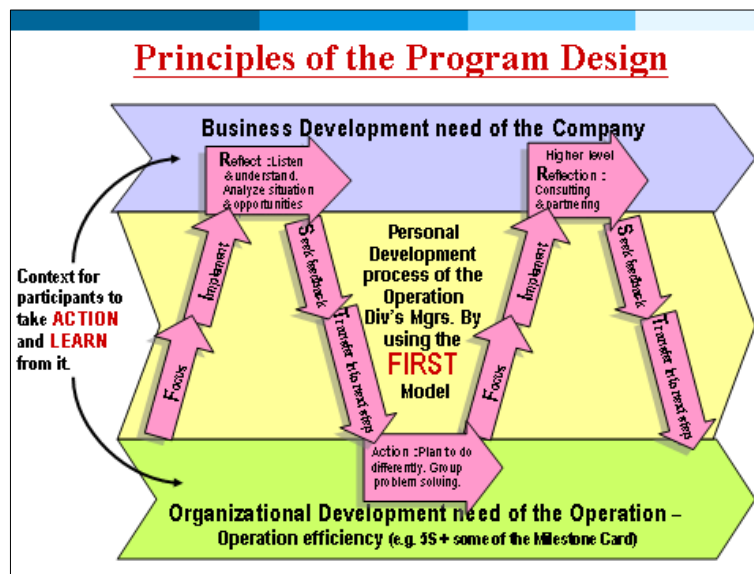 Principles of the Program Design
Business Development need of the Company
Reflect :Listen
& understand.
Analyze situation
& opportunities
Higher level
Reflection :
Consulting
& partnering
Implement
Seek feedback
Personal
Development
process of the
Operation
Div's Mgrs. By
using the
FIRST
Model
Implement
Seek feedback
Context for
participants to
take ACTION
and LEARN
from it.
Focus
Transfer into next steps
Focus
Transfer into next steps
Action :Plan to do
differently. Group
problem solving.
Organizational Development need of the Operation –
Operation efficiency (e.g. 5S + some of the Milestone Card)